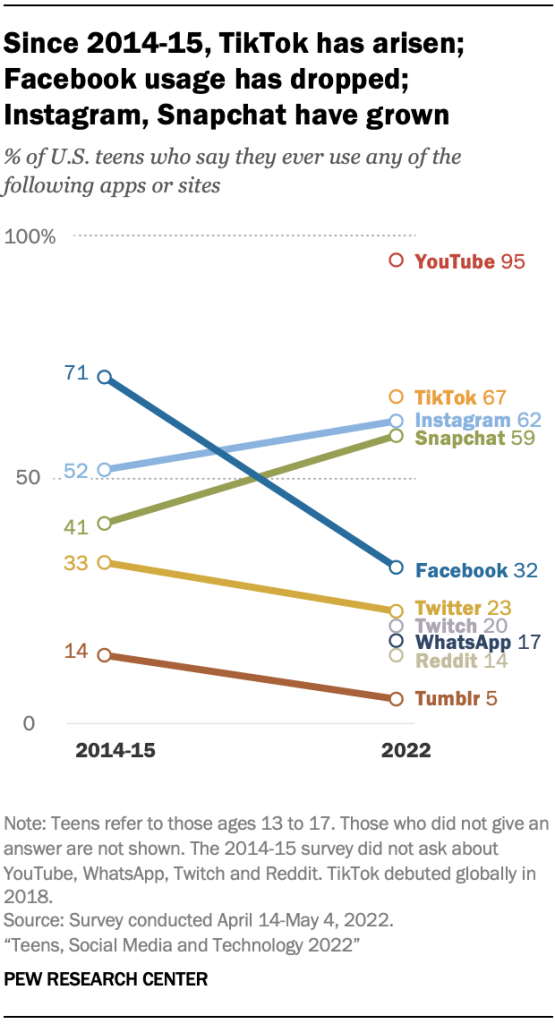 Since 2014-15, TikTok has arisen;
Facebook usage has dropped;
Instagram, Snapchat have grown
% of U.S. teens who say they ever use any of the
following apps or sites
100%
YouTube 95
71
TikTok 67
Instagram 62
Snapchat 59
52
50
41
33
Facebook 32
Twitter 23
Twitch 20
WhatsApp 17
Reddit 14
14
Tumblr 5
0
2014-15 2022
Note: Teens refer to those ages 13 to 17. Those who did not give an
answer are not shown. The 2014-15 survey did not ask about
YouTube, WhatsApp, Twitch and Reddit. TikTok debuted globally in
2018.
Source: Survey conducted April 14-May 4, 2022.
“Teens, Social Media and Technology 2022”
PEW RESEARCH CENTER